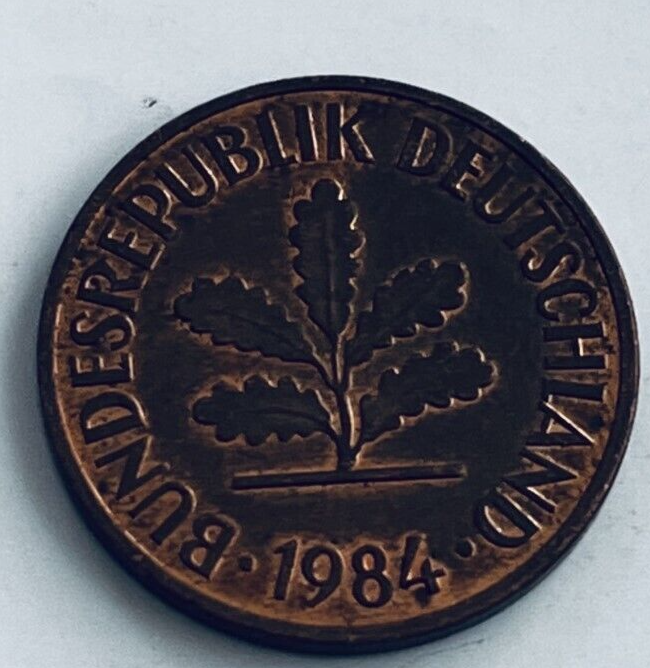 BUNDESREPUBLIK DEUTSCHLAND
· 1984 ·